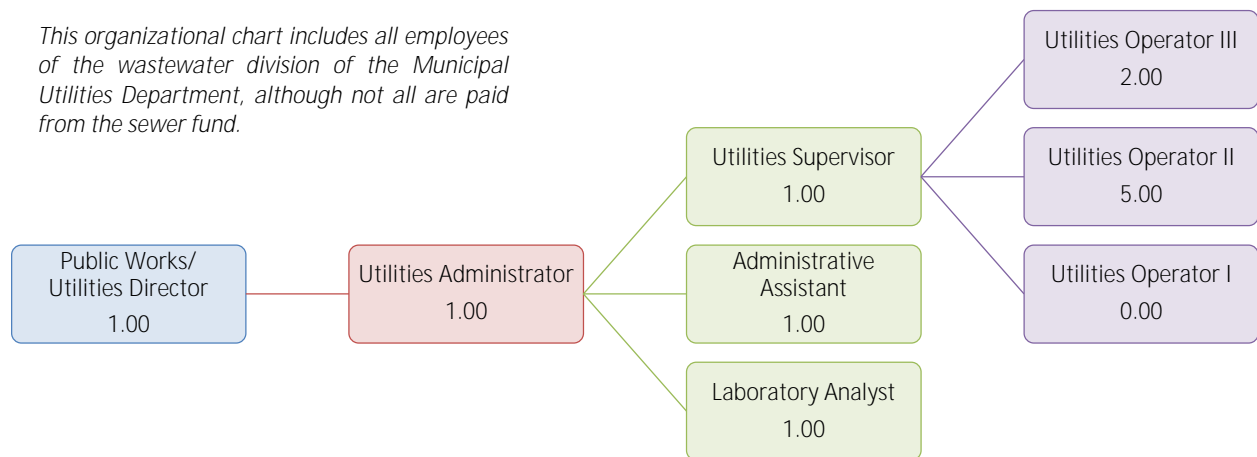 This organizational chart includes all employees
of the wastewater division of the Municipal
Utilities Department, although not all are paid
from the sewer fund.
Public Works/
Utilities Director
1.00
Utilities Administrator
1.00
Utilities Supervisor
1.00
Administrative
Assistant
1.00
Laboratory Analyst
1.00
Utilities Operator III
2.00
Utilities Operator II
5.00
Utilities Operator I
0.00